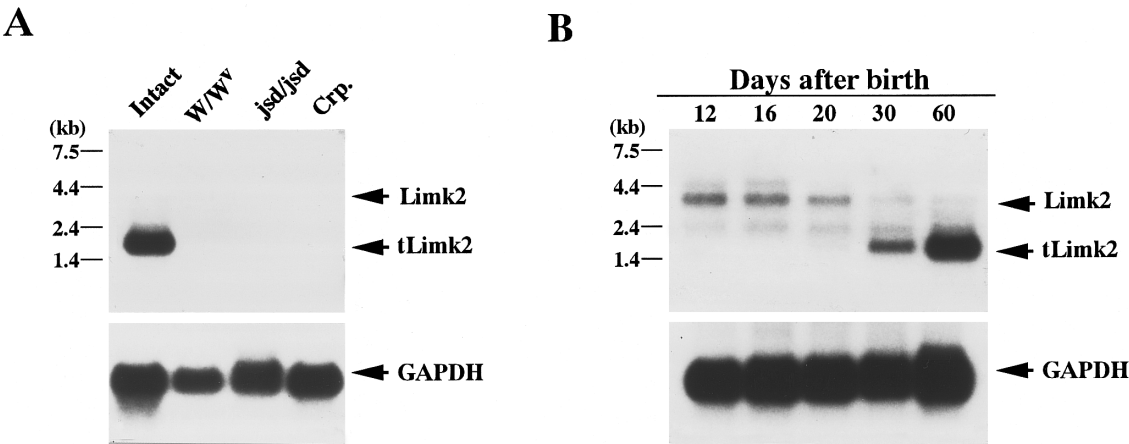 A
Intact W/Wv jsd/jsd Crp.
(kb)
7.5
4.4
2.4
1.4
Limk2
tLimk2
GAPDH
B
Days after birth
12 16 20 30 60
(kb)
7.5
4.4
2.4
1.4
Limk2
tLimk2
GAPDH